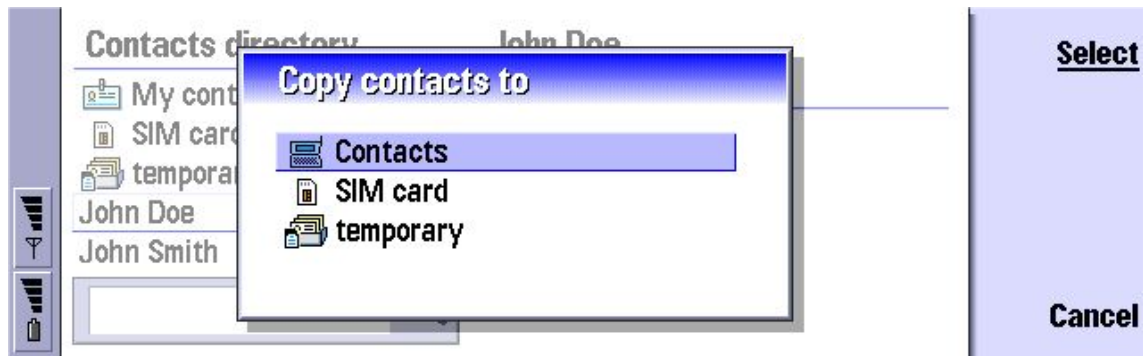 Contacts directory
John Doe
Copy contacts to
My cont
SIM card
tempora
Contacts
SIM card
temporary
John Doe
John Smith
Select
Cancel